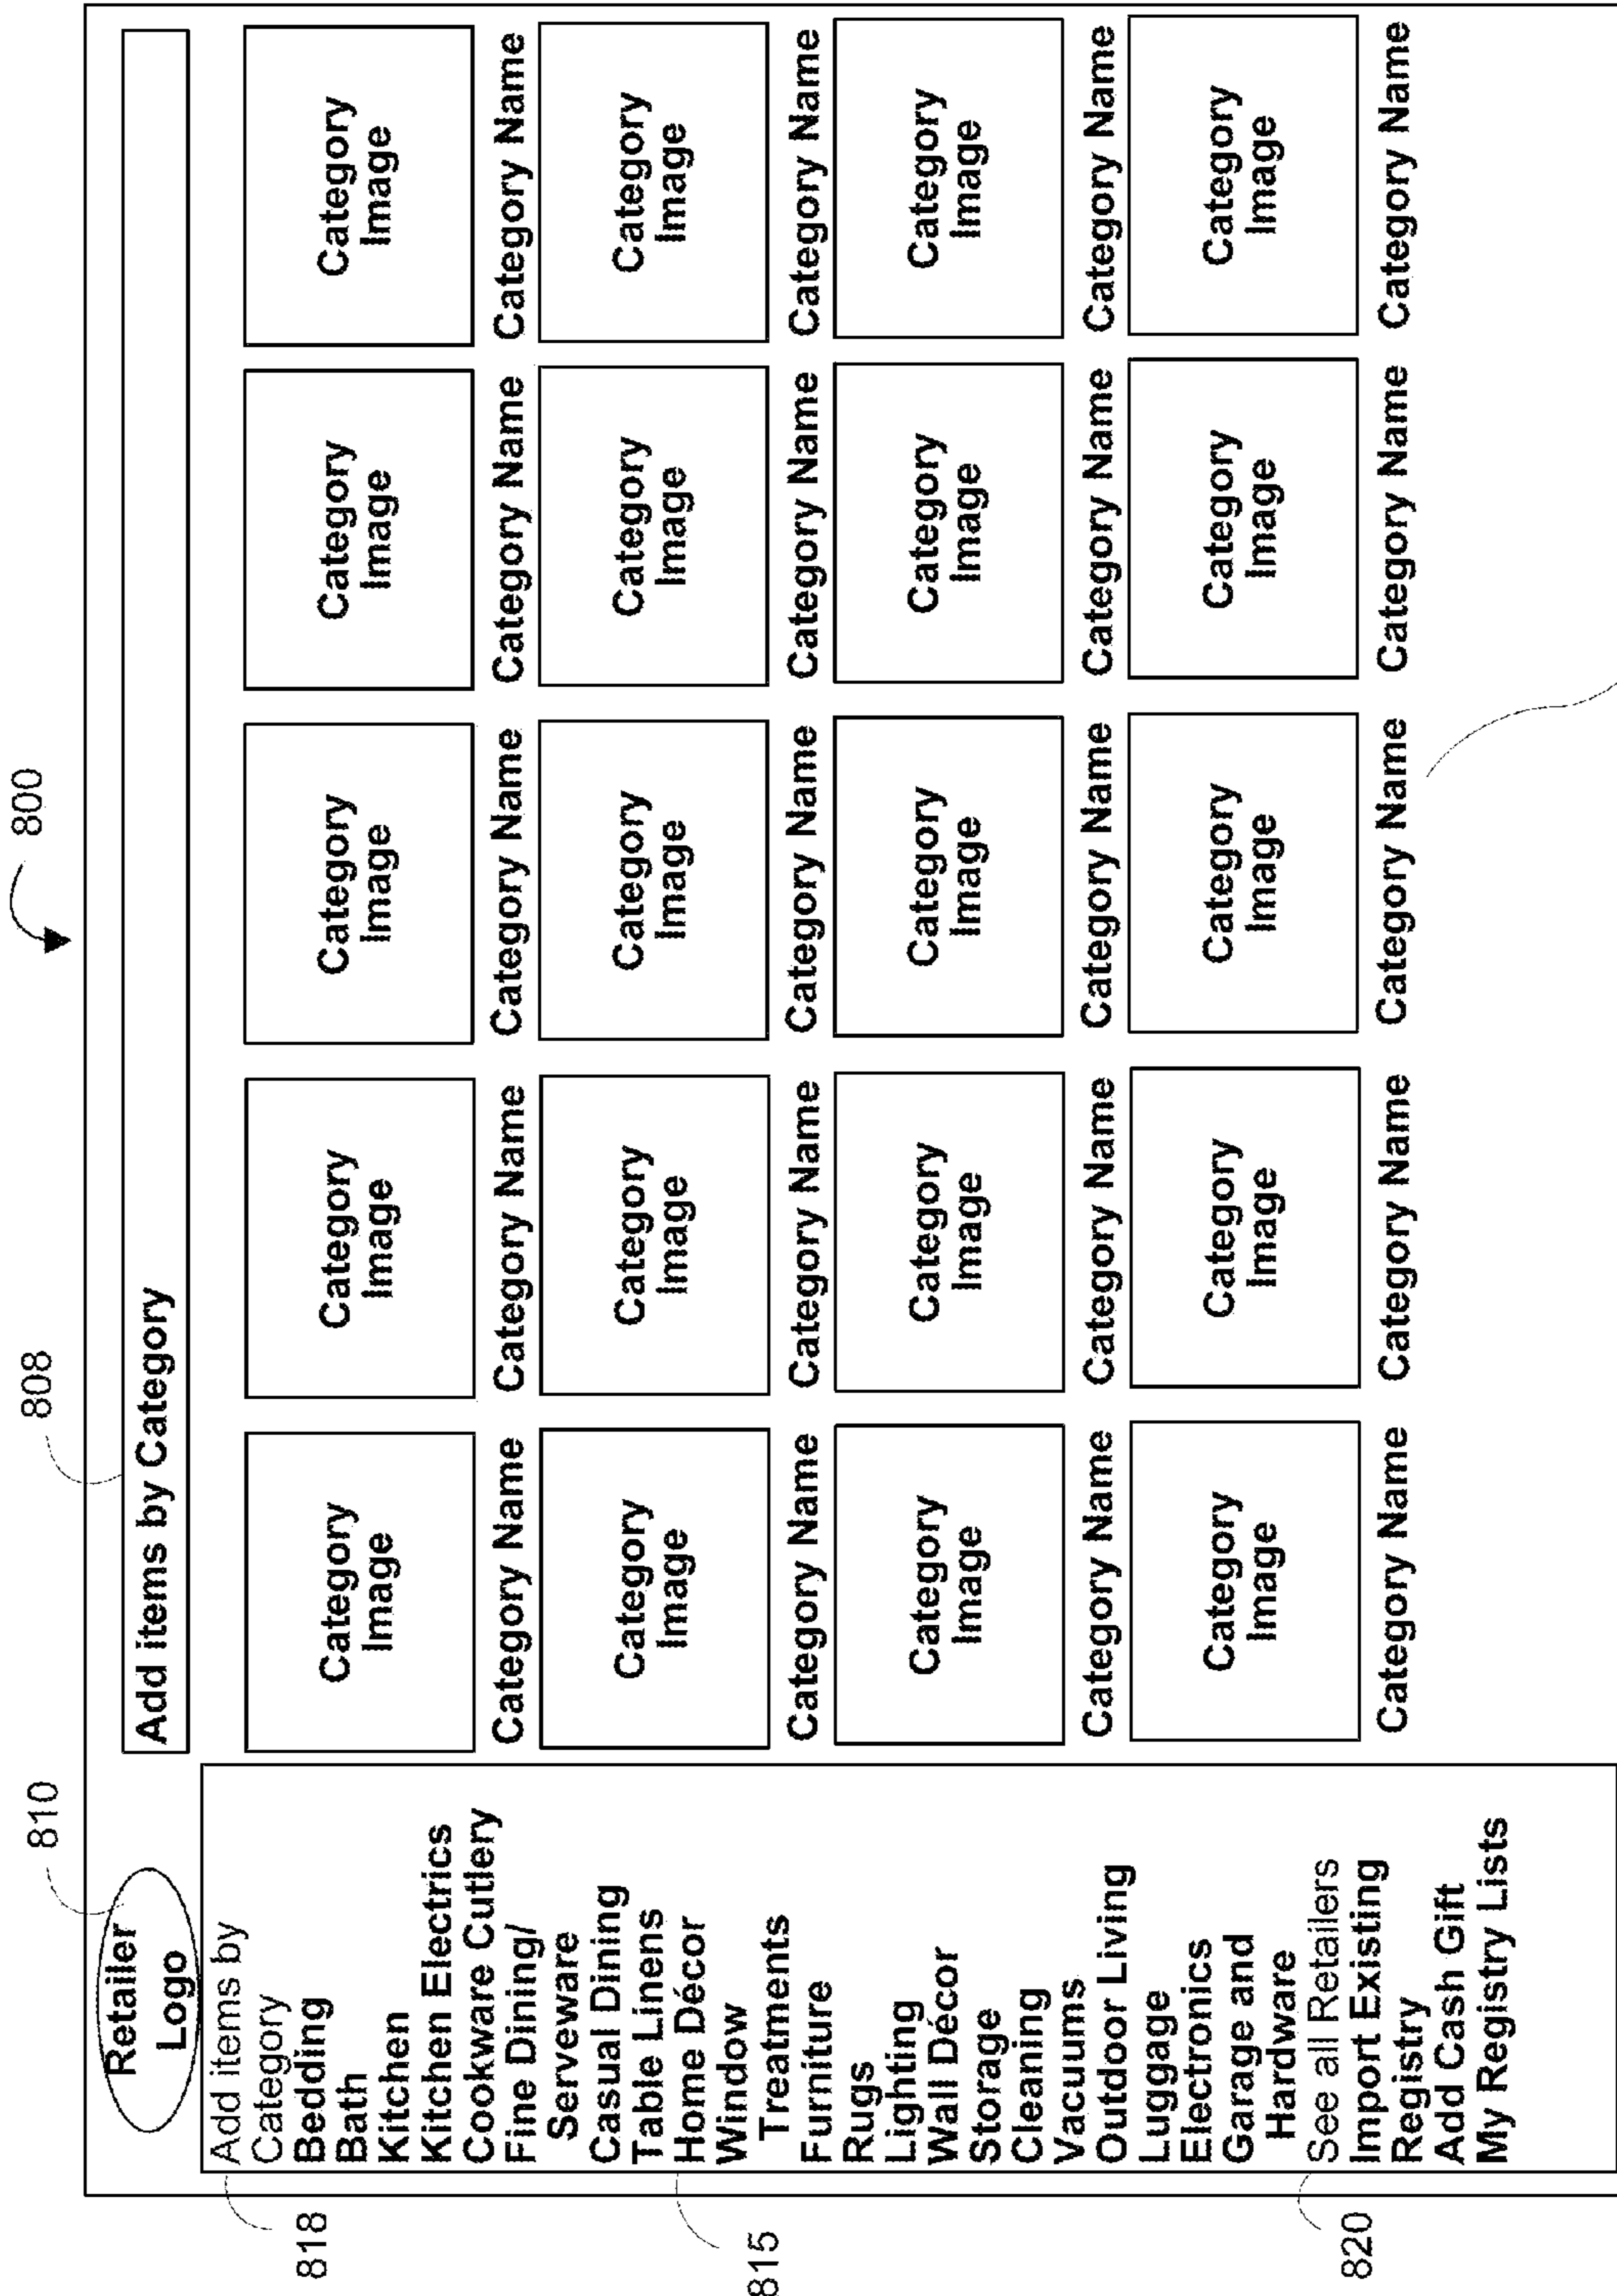 800
808
810
Retailer
Logo
Add items by Category
818
Add items by
Category
Bedding
Bath
Kitchen
Kitchen Electrics
Cookware Cutlery
Fine Dining/
Serveware
Casual Dining
Table Linens
Home Décor
Window
Treatments
Furniture
Rugs
Lighting
Wall Décor
Storage
Cleaning
Vacuums
Outdoor Living
Luggage
Electronics
Garage and
Hardware
See all Retailers
Import Existing
Registry
Add Cash Gift
My Registry Lists
815
820
Category
Image
Category
Image
Category
Image
Category
Image
Category
Image
Category Name
Category Name
Category Name
Category Name
Category Name
Category
Image
Category
Image
Category
Image
Category
Image
Category
Image
Category Name
Category Name
Category Name
Category Name
Category Name
Category
Image
Category
Image
Category
Image
Category
Image
Category
Image
Category Name
Category Name
Category Name
Category Name
Category Name
Category
Image
Category
Image
Category
Image
Category
Image
Category
Image
Category Name
Category Name
Category Name
Category Name
Category Name